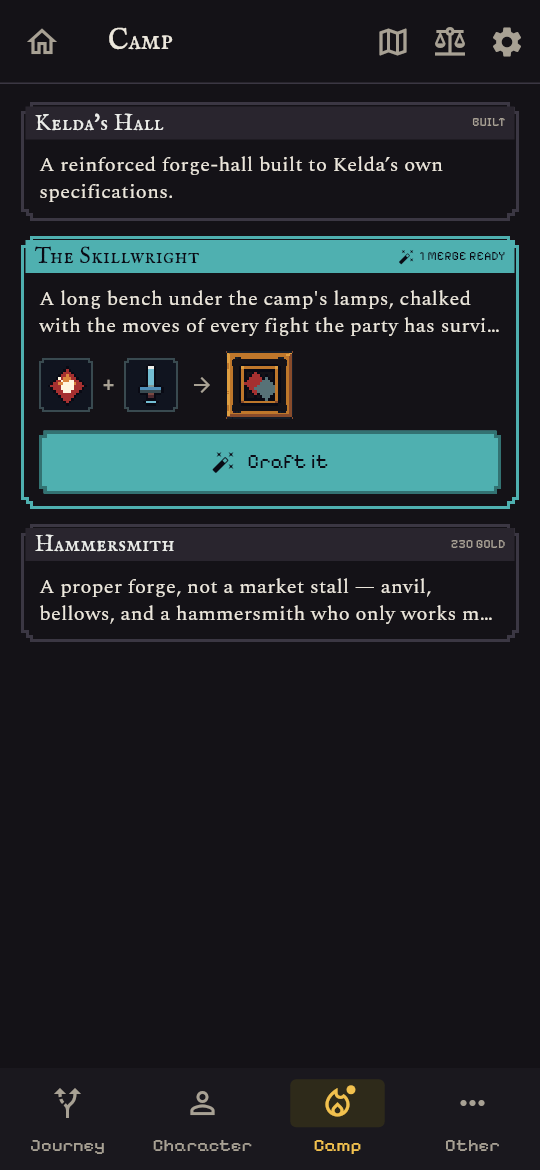 Camp
Kelda’s Hall BUILT
A reinforced forge-hall built to Kelda’s own
specifications.
The Skillwright 1 MERGE READY
A long bench under the camp's lamps, chalked
with the moves of every fight the party has survi…
+ →
Craft it
Hammersmith 230 GOLD
A proper forge, not a market stall — anvil,
bellows, and a hammersmith who only works m…
Journey Character Camp Other